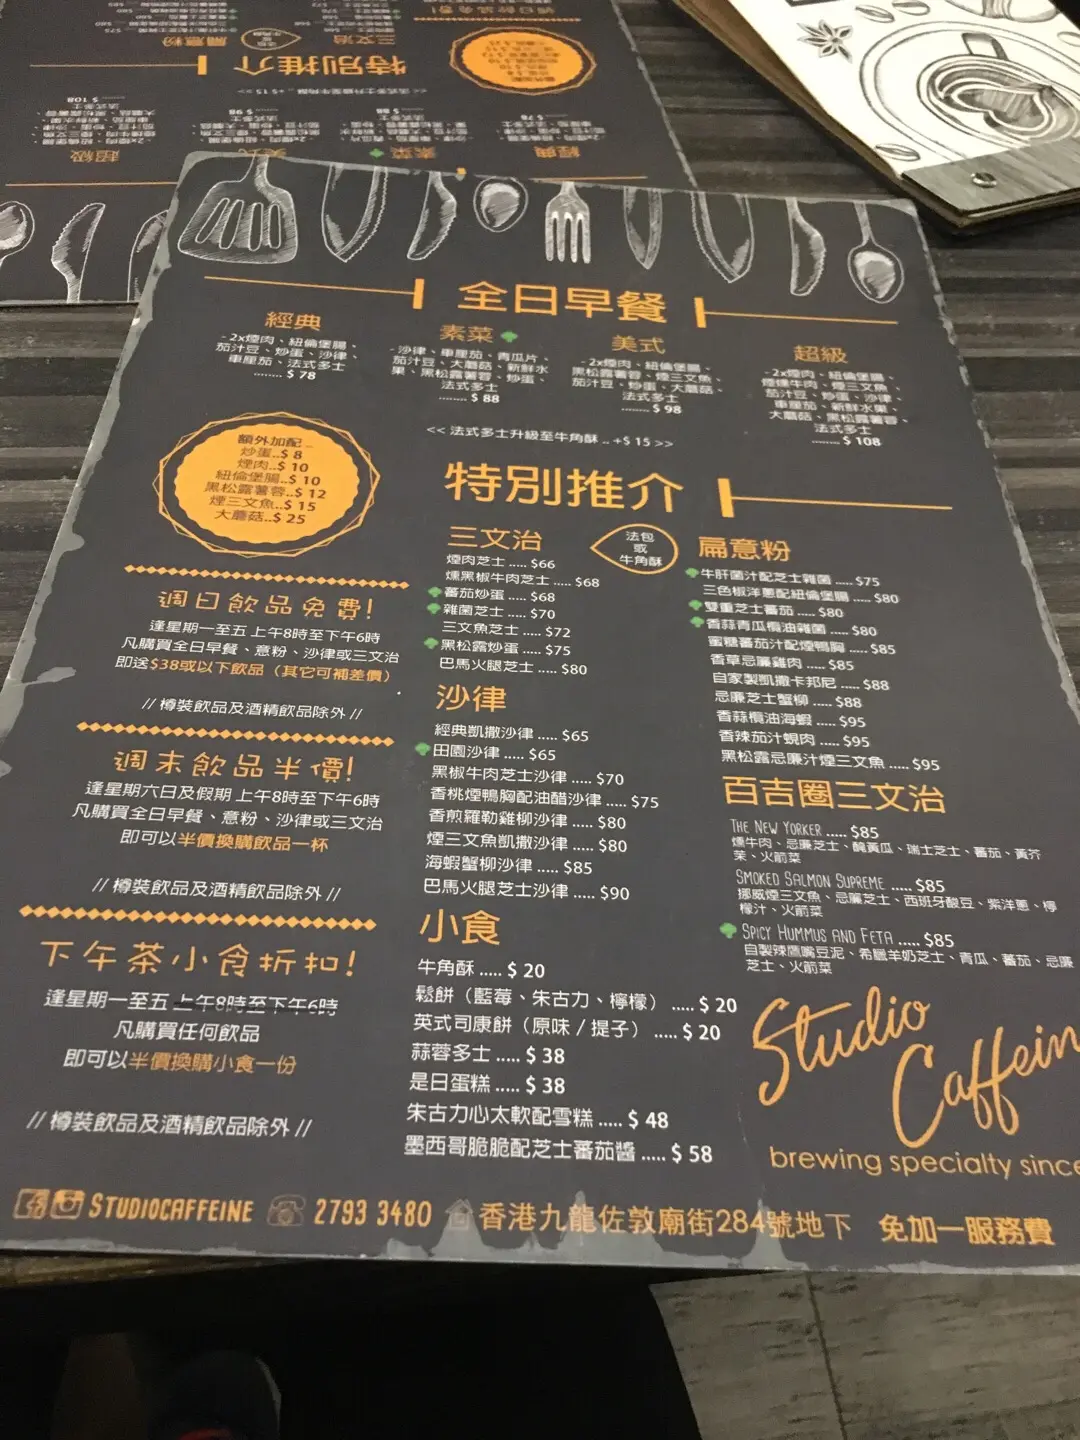 全日早餐
經典
- 2x煙肉、紐倫堡腸、
茄汁豆、炒蛋、沙律、
車厘茄、法式多士
........ $ 78
素菜
- 沙律、車厘茄、青瓜片、
茄汁豆、大蘑菇、新鮮水
果、黑松露薯蓉、炒蛋、
法式多士
........ $ 88
美式
- 2x煙肉、紐倫堡腸、
黑松露薯蓉、煙三文魚、
茄汁豆、炒蛋、大蘑菇、
法式多士
........ $ 98
超級
- 2x煙肉、紐倫堡腸、
煙燻牛肉、煙三文魚、
茄汁豆、炒蛋、沙律、
車厘茄、新鮮水果、
大蘑菇、黑松露薯蓉、
法式多士
........ $ 108
<< 法式多士升級至牛角酥 .. +$ 15 >>
額外加配 ..
炒蛋..$ 8
煙肉..$ 10
紐倫堡腸..$ 10
黑松露薯蓉..$ 12
煙三文魚..$ 15
大蘑菇..$ 25
週日飲品免費!
逢星期一至五 上午8時至下午6時
凡購買全日早餐、意粉、沙律或三文治
即送$38或以下飲品（其它可補差價）
// 樽裝飲品及酒精飲品除外 //
週末飲品半價!
逢星期六日及假期 上午8時至下午6時
凡購買全日早餐、意粉、沙律或三文治
即可以半價換購飲品一杯
// 樽裝飲品及酒精飲品除外 //
下午茶小食折扣!
逢星期一至五 上午8時至下午6時
凡購買任何飲品
即可以半價換購小食一份
// 樽裝飲品及酒精飲品除外 //
特別推介
三文治
法包
或
牛角酥
煙肉芝士 ..... $66
燻黑椒牛肉芝士 ..... $68
蕃茄炒蛋 ..... $68
雜菌芝士 ..... $70
三文魚芝士 ..... $72
黑松露炒蛋 ..... $75
巴馬火腿芝士 ..... $80
沙律
經典凱撒沙律 ..... $65
田園沙律 ..... $65
黑椒牛肉芝士沙律 ..... $70
香桃煙鴨胸配油醋沙律 ..... $75
香煎羅勒雞柳沙律 ..... $80
煙三文魚凱撒沙律 ..... $80
海蝦蟹柳沙律 ..... $85
巴馬火腿芝士沙律 ..... $90
小食
牛角酥 ..... $ 20
鬆餅（藍莓、朱古力、檸檬） ..... $ 20
英式司康餅（原味 / 提子） ..... $ 20
蒜蓉多士 ..... $ 38
是日蛋糕 ..... $ 38
朱古力心太軟配雪糕 ..... $ 48
墨西哥脆脆配芝士蕃茄醬 ..... $ 58
扁意粉
牛肝菌汁配芝士雜菌 ..... $75
三色椒洋蔥配紐倫堡腸 ..... $80
雙重芝士蕃茄 ..... $80
香蒜青瓜欖油雜菌 ..... $80
蜜糖蕃茄汁配煙鴨胸 ..... $85
香草忌廉雞肉 ..... $85
自家製凱撒卡邦尼 ..... $88
忌廉芝士蟹柳 ..... $88
香蒜欖油海蝦 ..... $95
香辣茄汁蜆肉 ..... $95
黑松露忌廉汁煙三文魚 ..... $95
百吉圈三文治
THE NEW YORKER ..... $85
燻牛肉、忌廉芝士、醃黃瓜、瑞士芝士、蕃茄、黃芥
茉、火箭菜
SMOKED SALMON SUPREME ..... $85
挪威煙三文魚、忌廉芝士、西班牙酸豆、紫洋蔥、檸
檬汁、火箭菜
SPICY HUMMUS AND FETA ..... $85
自製辣鷹嘴豆泥、希臘羊奶芝士、青瓜、蕃茄、忌廉
芝士、火箭菜
Studio
Caffein
brewing specialty since
STUDIOCAFFEINE 2793 3480 香港九龍佐敦廟街284號地下 免加一服務費